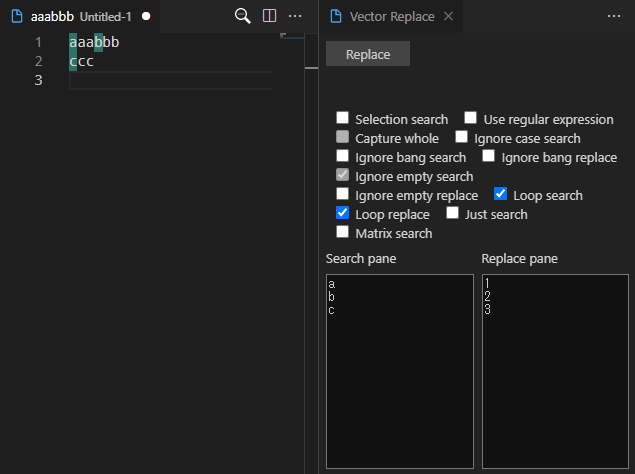 aaabbb Untitled-1
1 aaabbb
2 ccc
3
Vector Replace
Replace
Selection search Use regular expression
Capture whole Ignore case search
Ignore bang search Ignore bang replace
Ignore empty search
Ignore empty replace Loop search
Loop replace Just search
Matrix search
Search pane
a
b
c
Replace pane
1
2
3